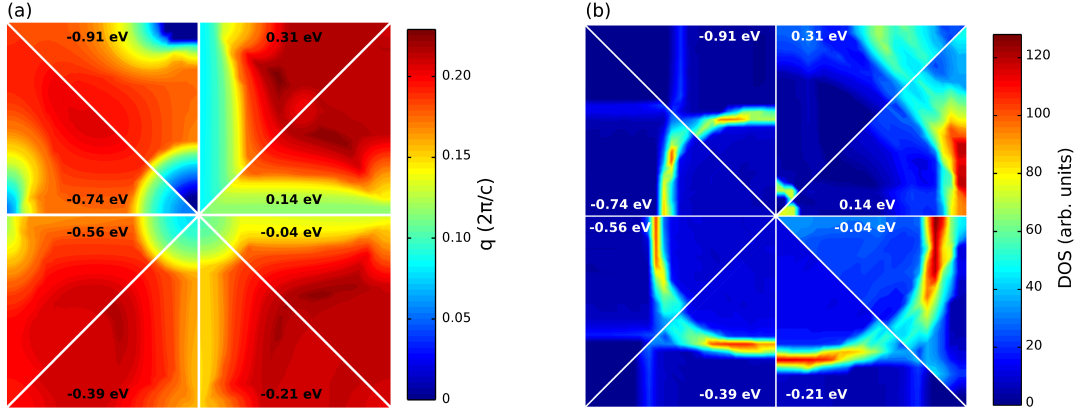 (a)
-0.91 eV
0.31 eV
-0.74 eV
0.14 eV
-0.56 eV
-0.04 eV
-0.39 eV
-0.21 eV
0.20
0.15
0.10
0.05
0
q (2π/c)
(b)
-0.91 eV
0.31 eV
-0.74 eV
0.14 eV
-0.56 eV
-0.04 eV
-0.39 eV
-0.21 eV
120
100
80
60
40
20
0
DOS (arb. units)